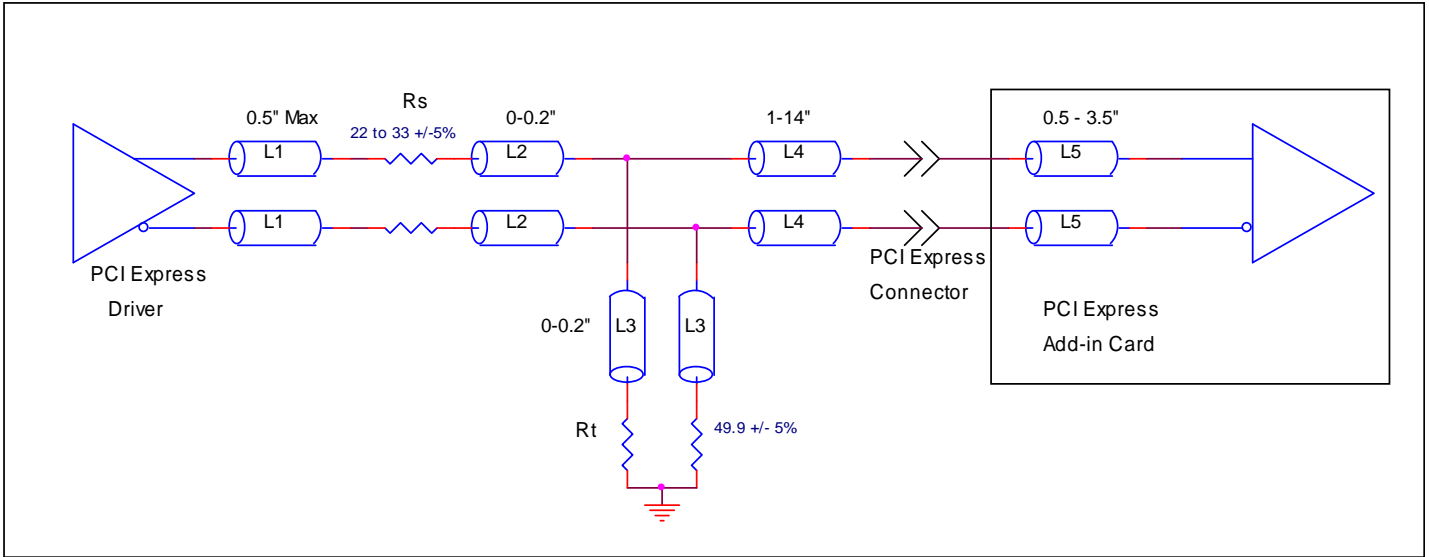 Rs
0.5" Max
22 to 33 +/-5%
0-0.2"
1-14"
0.5 - 3.5"
L1
L2
L4
L5
L1
L2
L4
L5
PCI Express
Driver
PCI Express
Connector
0-0.2"
L3
L3
PCI Express
Add-in Card
Rt
49.9 +/- 5%